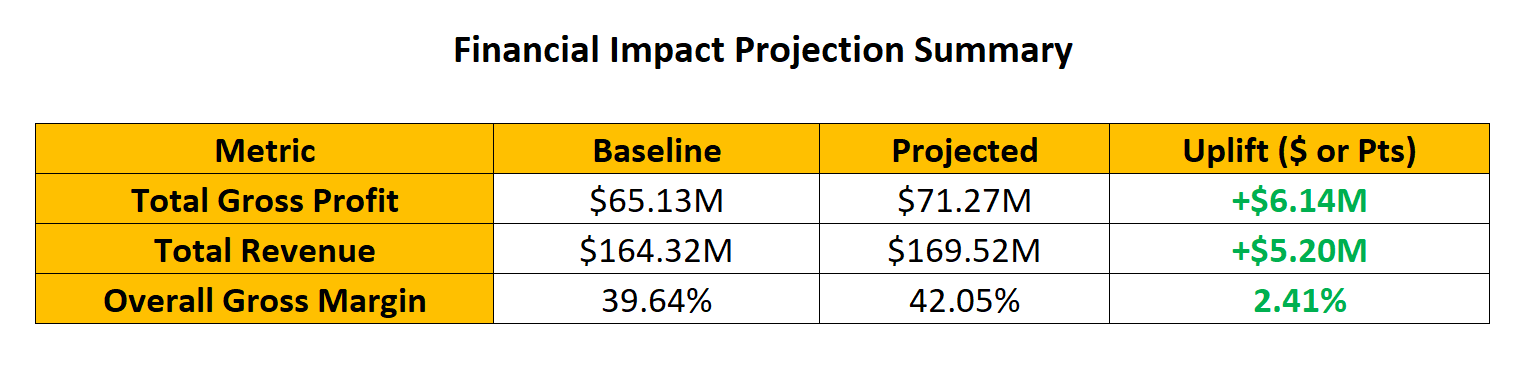 Financial Impact Projection Summary
Metric Baseline Projected Uplift ($ or Pts)
Total Gross Profit $65.13M $71.27M +$6.14M
Total Revenue $164.32M $169.52M +$5.20M
Overall Gross Margin 39.64% 42.05% 2.41%